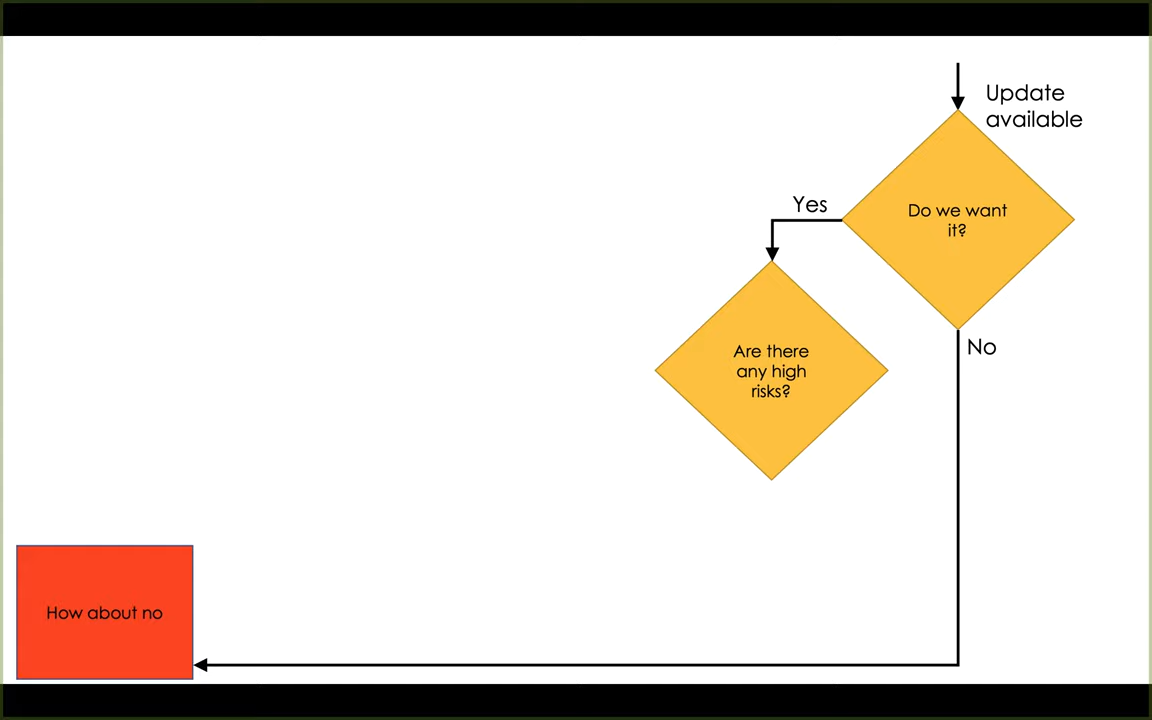 Update
available
Do we want
it?
Yes
Are there
any high
risks?
No
How about no